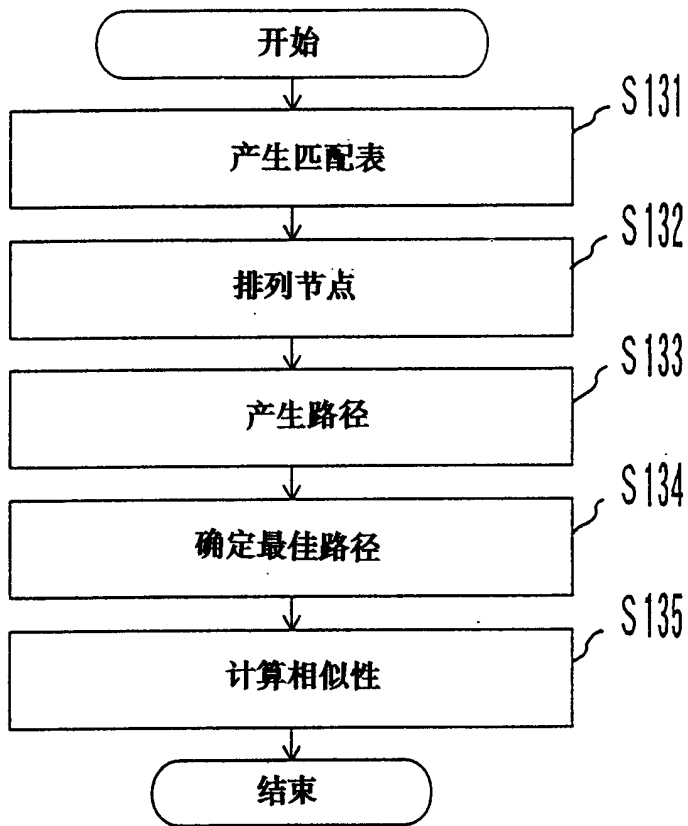 开始
S131
产生匹配表
S132
排列节点
S133
产生路径
S134
确定最佳路径
S135
计算相似性
结束